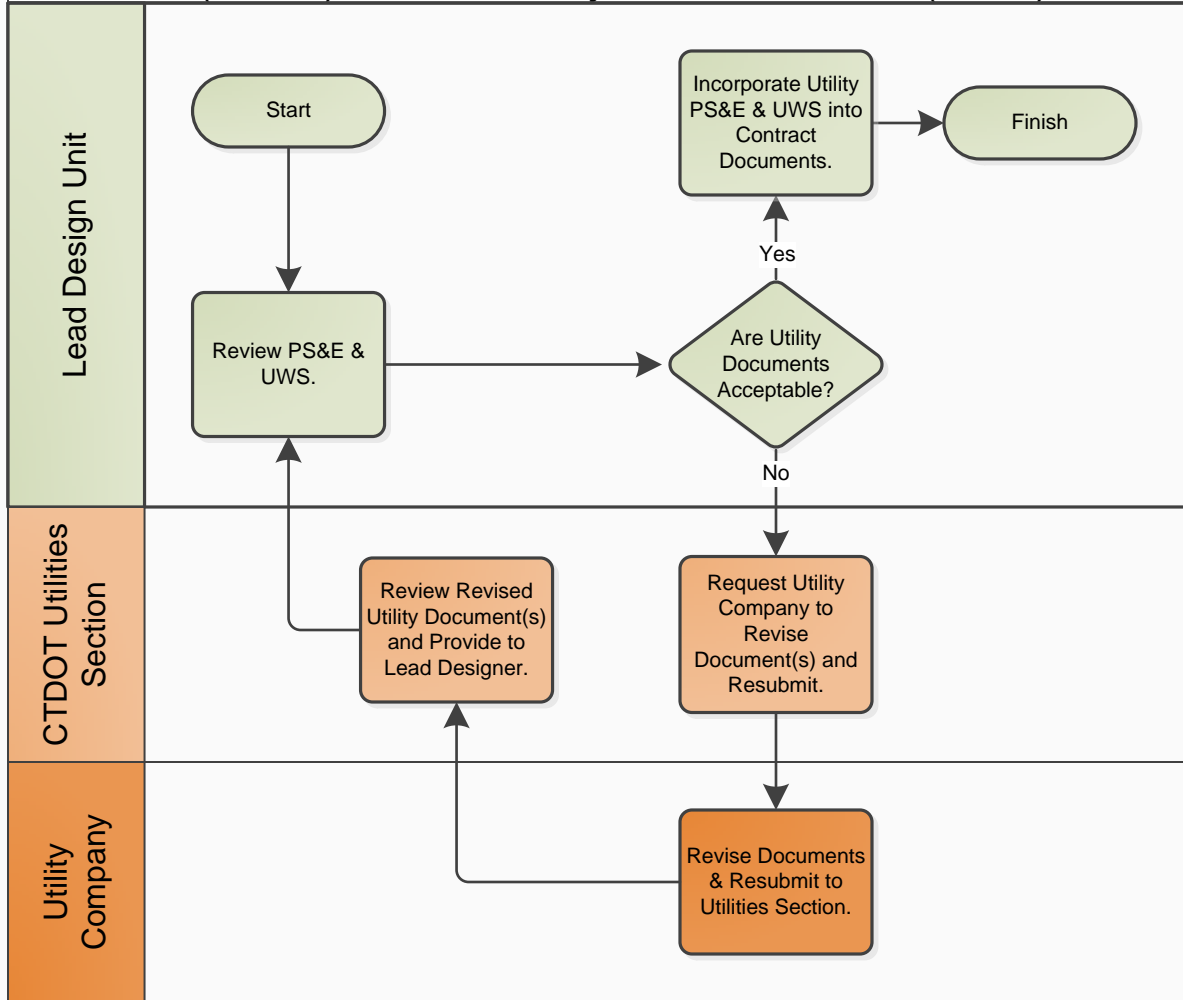 Lead Design Unit
Start
Incorporate Utility
PS&E & UWS into
Contract
Documents.
Finish
Yes
Review PS&E &
UWS.
Are Utility
Documents
Acceptable?
No
CTDOT Utilities
Section
Review Revised
Utility Document(s)
and Provide to
Lead Designer.
Request Utility
Company to
Revise
Document(s) and
Resubmit.
Utility
Company
Revise Documents
& Resubmit to
Utilities Section.